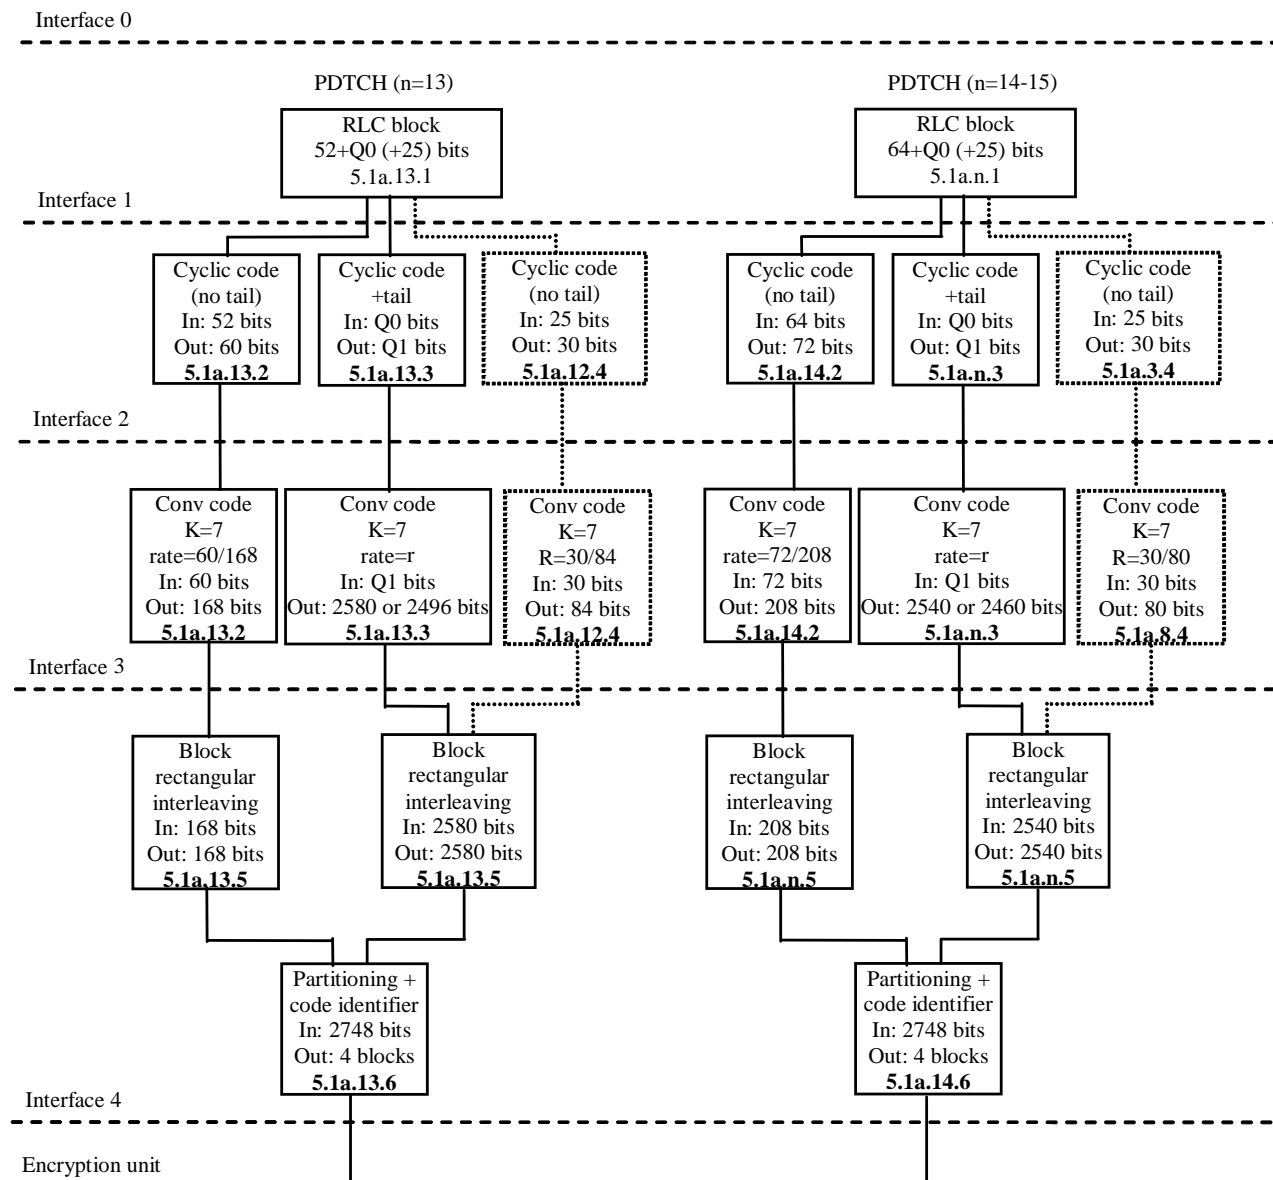 Interface 0
PDTCH (n=13)
PDTCH (n=14-15)
RLC block
52+Q0 (+25) bits
5.1a.13.1
RLC block
64+Q0 (+25) bits
5.1a.n.1
Interface 1
Cyclic code
(no tail)
In: 52 bits
Out: 60 bits
5.1a.13.2
Cyclic code
+tail
In: Q0 bits
Out: Q1 bits
5.1a.13.3
Cyclic code
(no tail)
In: 25 bits
Out: 30 bits
5.1a.12.4
Cyclic code
(no tail)
In: 64 bits
Out: 72 bits
5.1a.14.2
Cyclic code
+tail
In: Q0 bits
Out: Q1 bits
5.1a.n.3
Cyclic code
(no tail)
In: 25 bits
Out: 30 bits
5.1a.3.4
Interface 2
Conv code
K=7
rate=60/168
In: 60 bits
Out: 168 bits
5.1a.13.2
Conv code
K=7
rate=r
In: Q1 bits
Out: 2580 or 2496 bits
5.1a.13.3
Conv code
K=7
R=30/84
In: 30 bits
Out: 84 bits
5.1a.12.4
Conv code
K=7
rate=72/208
In: 72 bits
Out: 208 bits
5.1a.14.2
Conv code
K=7
rate=r
In: Q1 bits
Out: 2540 or 2460 bits
5.1a.n.3
Conv code
K=7
R=30/80
In: 30 bits
Out: 80 bits
5.1a.8.4
Interface 3
Block
rectangular
interleaving
In: 168 bits
Out: 168 bits
5.1a.13.5
Block
rectangular
interleaving
In: 2580 bits
Out: 2580 bits
5.1a.13.5
Block
rectangular
interleaving
In: 208 bits
Out: 208 bits
5.1a.n.5
Block
rectangular
interleaving
In: 2540 bits
Out: 2540 bits
5.1a.n.5
Partitioning +
code identifier
In: 2748 bits
Out: 4 blocks
5.1a.13.6
Partitioning +
code identifier
In: 2748 bits
Out: 4 blocks
5.1a.14.6
Interface 4
Encryption unit